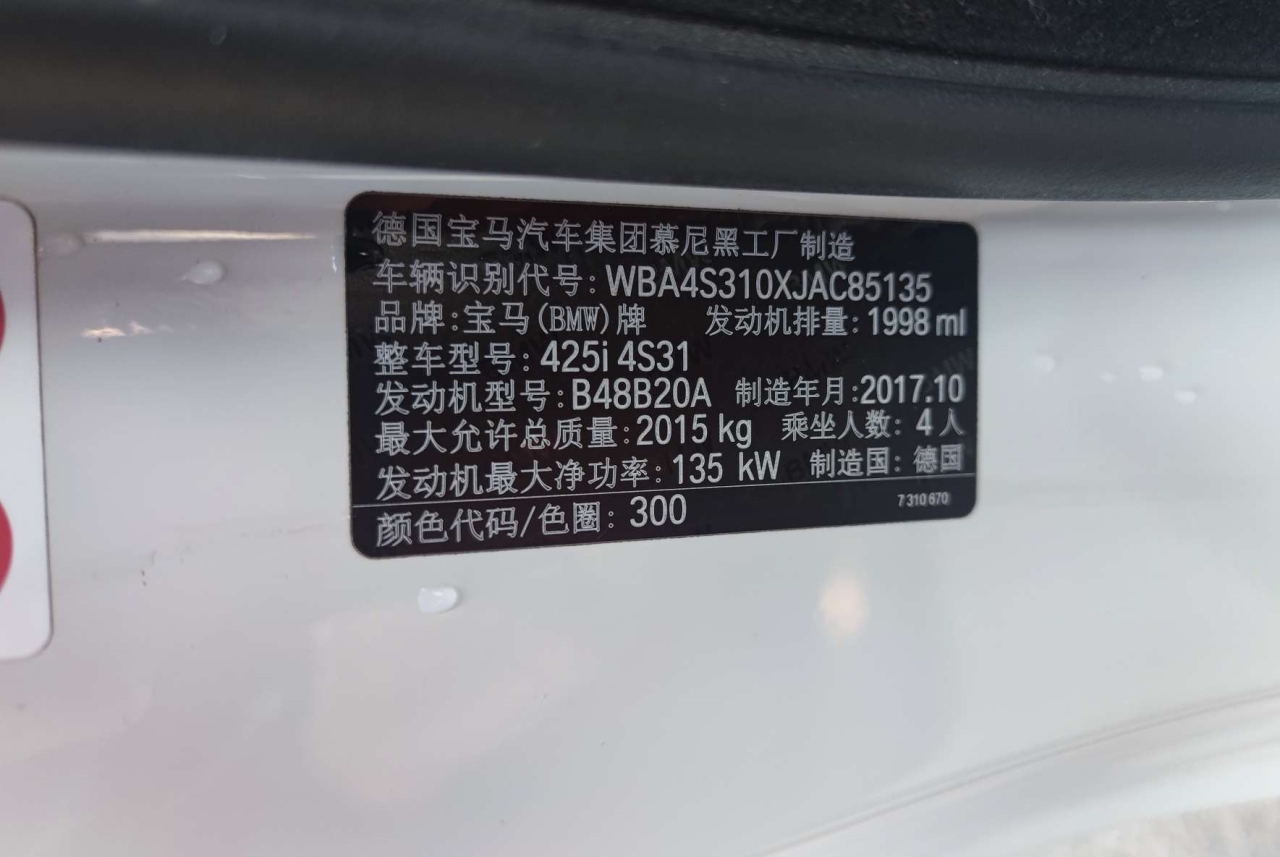 德国宝马汽车集团慕尼黑工厂制造
车辆识别代号: WBA4S310XJAC85135
品牌: 宝马(BMW)牌 发动机排量: 1998 ml
整车型号: 425i 4S31
发动机型号: B48B20A 制造年月: 2017.10
最大允许总质量: 2015 kg 乘坐人数: 4人
发动机最大净功率: 135 kW 制造国: 德国
颜色代码/色圈: 300 7 310 670